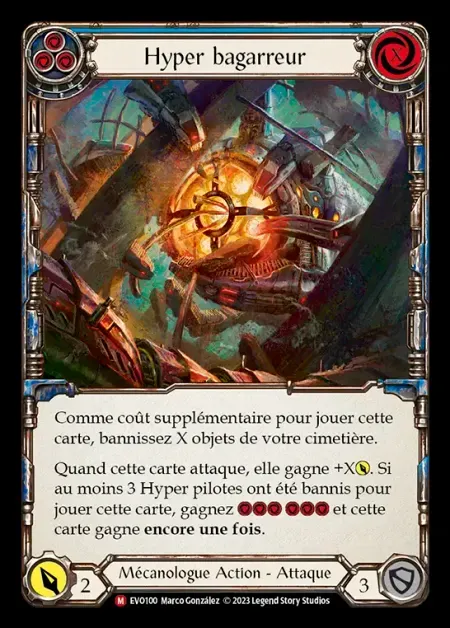 Hyper bagarreur
X
Comme coût supplémentaire pour jouer cette
carte, bannissez X objets de votre cimetière.
Quand cette carte attaque, elle gagne +X. Si
au moins 3 Hyper pilotes ont été bannis pour
jouer cette carte, gagnez et cette
carte gagne encore une fois.
2
Mécanologue Action - Attaque
3
M EVO100 Marco González © 2023 Legend Story Studios